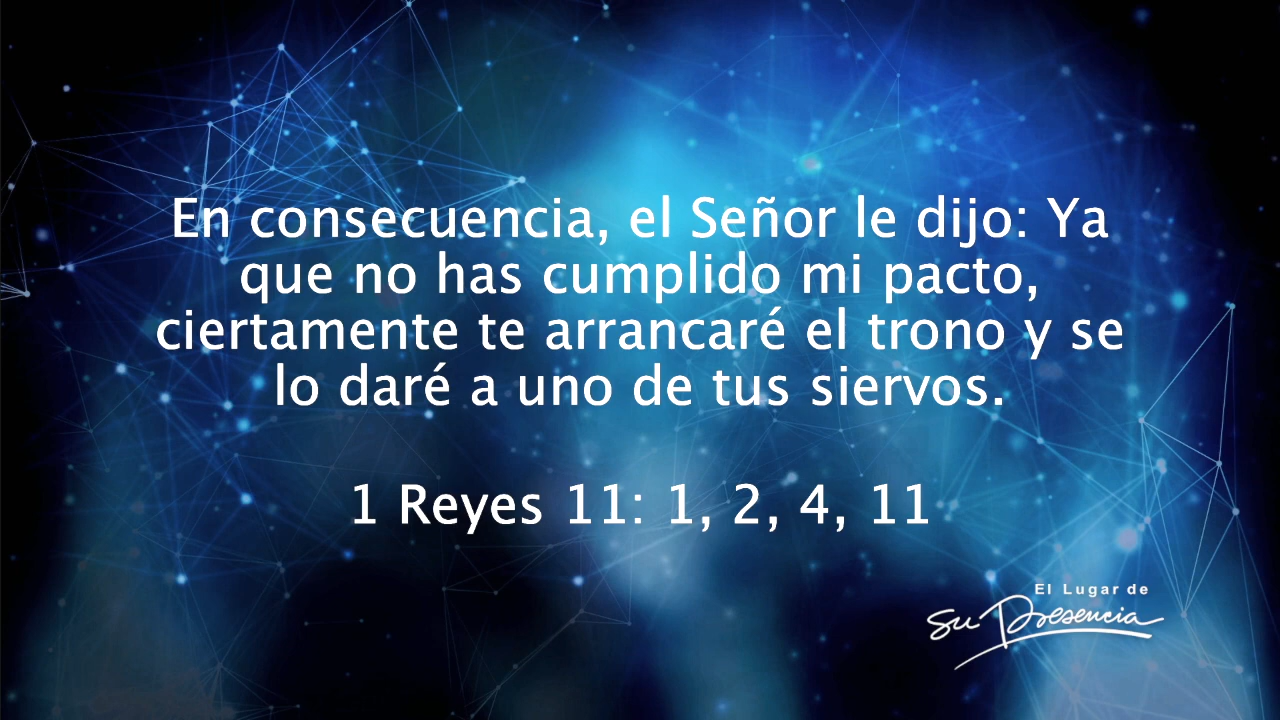 En consecuencia, el Señor le dijo: Ya
que no has cumplido mi pacto,
ciertamente te arrancaré el trono y se
lo daré a uno de tus siervos.
1 Reyes 11: 1, 2, 4, 11
El Lugar de
Su Presencia